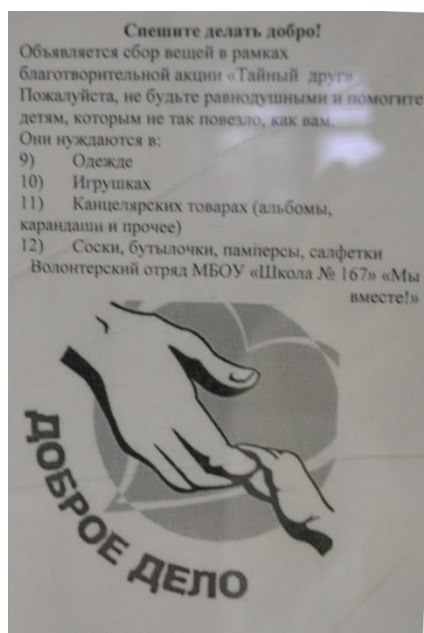 Спешите делать добро!
Объявляется сбор вещей в рамках
благотворительной акции «Тайный друг»
Пожалуйста, не будьте равнодушными и помогите
детям, которым не так повезло, как вам.
Они нуждаются в:
9) Одежде
10) Игрушках
11) Канцелярских товарах (альбомы,
карандаши и прочее)
12) Соски, бутылочки, памперсы, салфетки
Волонтерский отряд МБОУ «Школа № 167» «Мы
вместе!»
ДОБРОЕ ДЕЛО